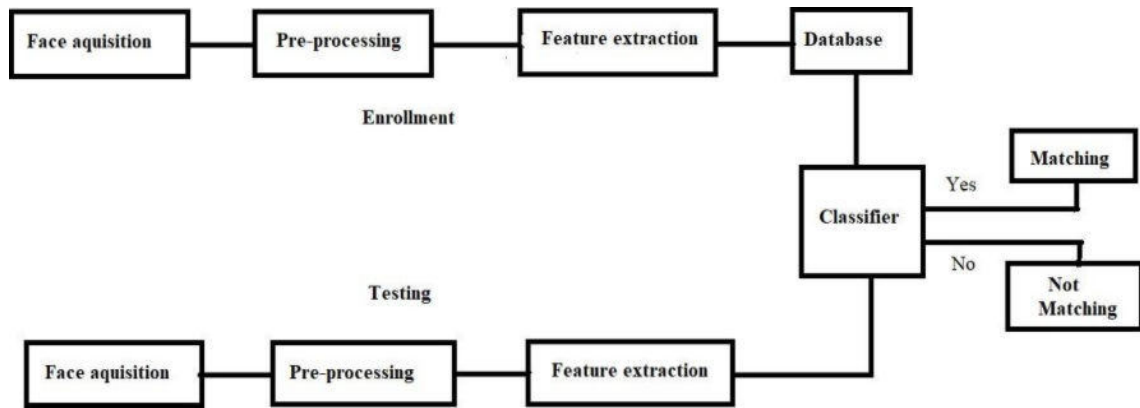 Face aquisition
Pre-processing
Feature extraction
Database
Enrollment
Matching
Yes
Classifier
No
Not
Matching
Testing
Face aquisition
Pre-processing
Feature extraction